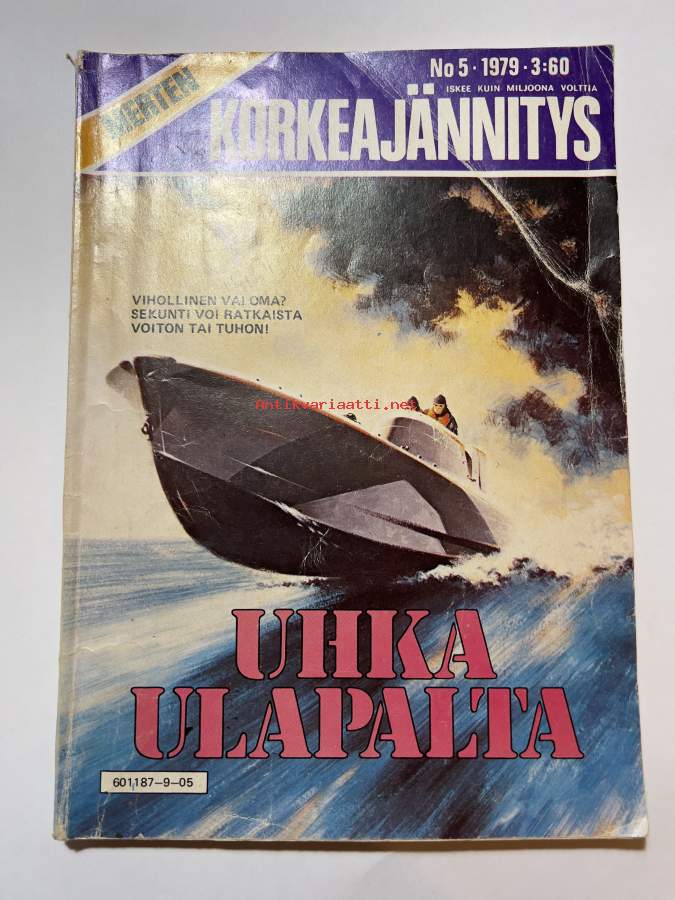 No 5 · 1979 · 3:60
ISKEE KUIN MILJOONA VOLTTIA
MERTEN
KORKEAJÄNNITYS
VIHOLLINEN VAI OMA?
SEKUNTI VOI RATKAISTA
VOITON TAI TUHON!
Antikvariaatti.net
UHKA
ULAPALTA
601187-9-05